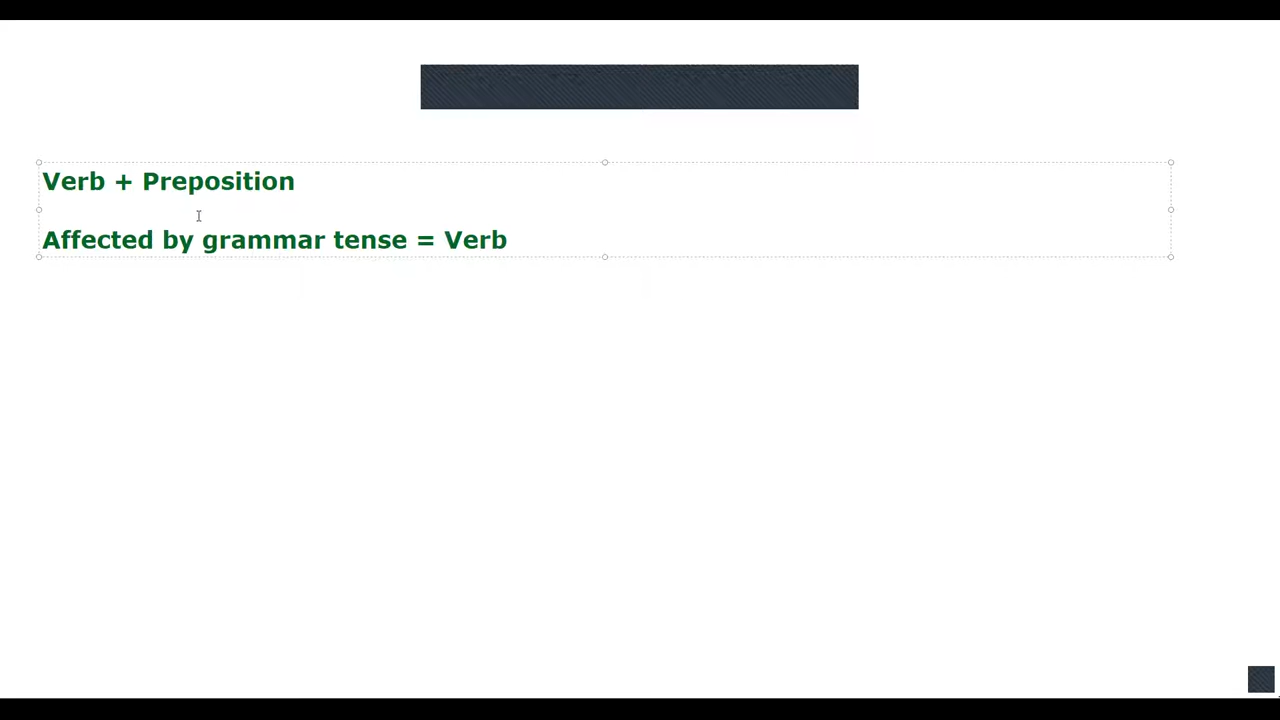 Verb + Preposition
Affected by grammar tense = Verb